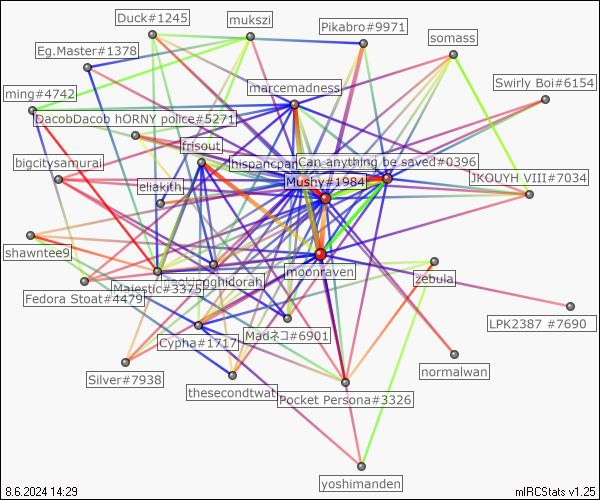 Duck#1245
mukszi
Pikabro#9971
somass
Eg.Master#1378
Swirly Boi#6154
marcemadness
ming#4742
DacobDacob hORNY police#5271
frisout
bigcitysamurai
hispancpan
Can anything be saved#0396
Mushy#1984
JKOUYH VIII#7034
eliakith
shawntee9
moonraven
zebula
Majestic#3375
ghidorah
Fedora Stoat#4479
LPK2387 #7690
Cypha#1717
Madネコ#6901
normalwan
Silver#7938
thesecondtwat
Pocket Persona#3326
yoshimanden
8.6.2024 14:29
mIRCStats v1.25